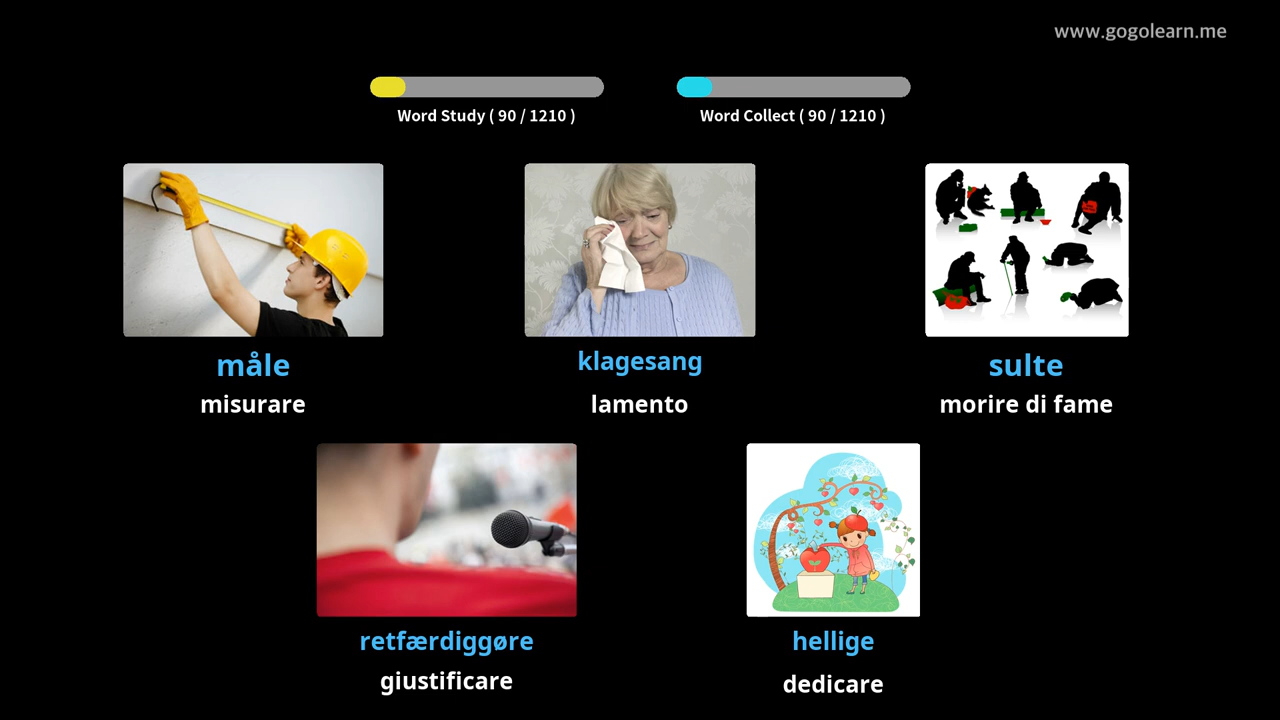 www.gogolearn.me
Word Study ( 90 / 1210 )
Word Collect ( 90 / 1210 )
måle
klagesang
sulte
misurare
lamento
morire di fame
retfærdiggøre
hellige
giustificare
dedicare